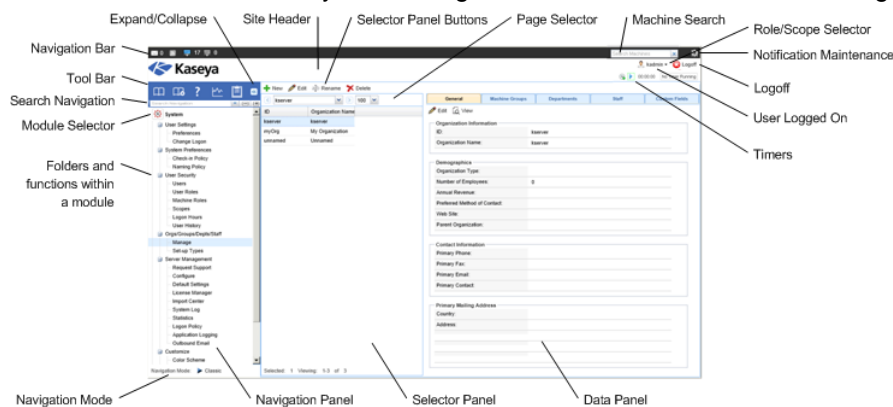 Expand/Collapse
Site Header
Selector Panel Buttons
Page Selector
Machine Search
Role/Scope Selector
Navigation Bar
Notification Maintenance
Tool Bar
Logoff
Search Navigation
User Logged On
Module Selector
Timers
Folders and
functions within
a module
Kaseya
kadmin
Logoff
00:00:00
New Edit Rename Delete
kserver 100
ID Organization Name
kserver kserver
myOrg My Organization
unnamed Unnamed
Selected 1 Viewing 1-3 of 3
System
User Settings
Preferences
Change Logon
System Preferences
Check-in Policy
Naming Policy
User Security
Users
User Roles
Machine Roles
Scopes
Logon Hours
User History
Orgs/Groups/Depts/Staff
Manage
Set-up Types
Server Management
Request Support
Configure
Default Settings
License Manager
Import Center
System Log
Statistics
Logon Policy
Application Logging
Outbound Email
Customize
Color Scheme
Navigation Mode: Classic
General Machine Groups Departments Staff Custom Fields
Edit View
Organization Information
ID: kserver
Organization Name: kserver
Demographics
Organization Type:
Number of Employees: 0
Annual Revenue:
Preferred Method of Contact:
Web Site:
Parent Organization:
Contact Information
Primary Phone:
Primary Fax:
Primary Email:
Primary Contact:
Primary Mailing Address
Country:
Address:
Navigation Mode
Navigation Panel
Selector Panel
Data Panel